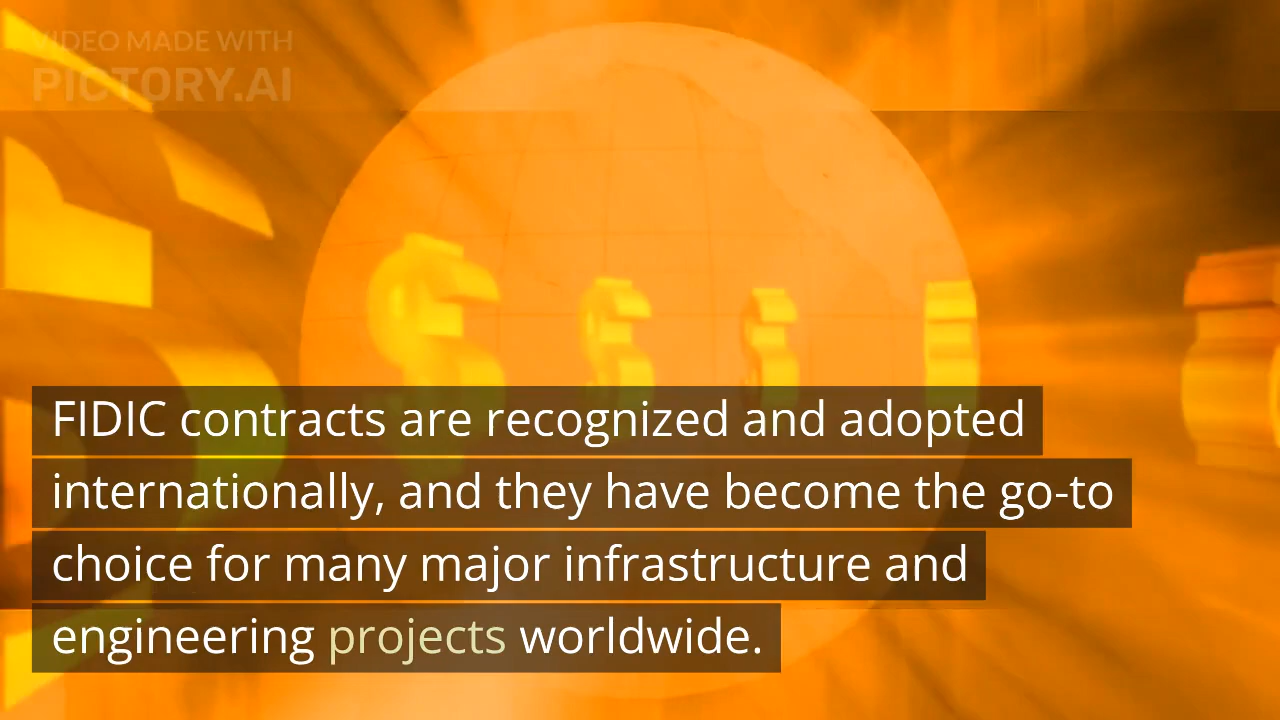 VIDEO MADE WITH
PICTORY.AI
FIDIC contracts are recognized and adopted
internationally, and they have become the go-to
choice for many major infrastructure and
engineering projects worldwide.